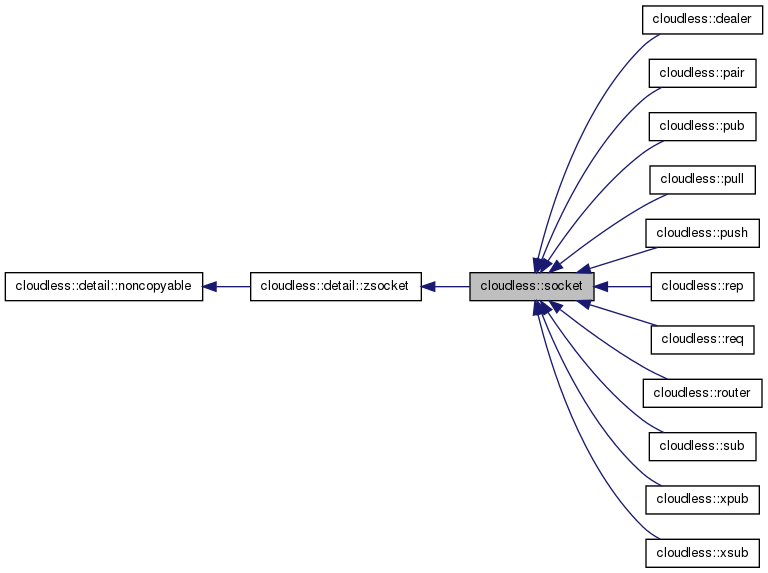 cloudless::dealer
cloudless::pair
cloudless::pub
cloudless::pull
cloudless::push
cloudless::detail::noncopyable
cloudless::detail::zsocket
cloudless::socket
cloudless::rep
cloudless::req
cloudless::router
cloudless::sub
cloudless::xpub
cloudless::xsub